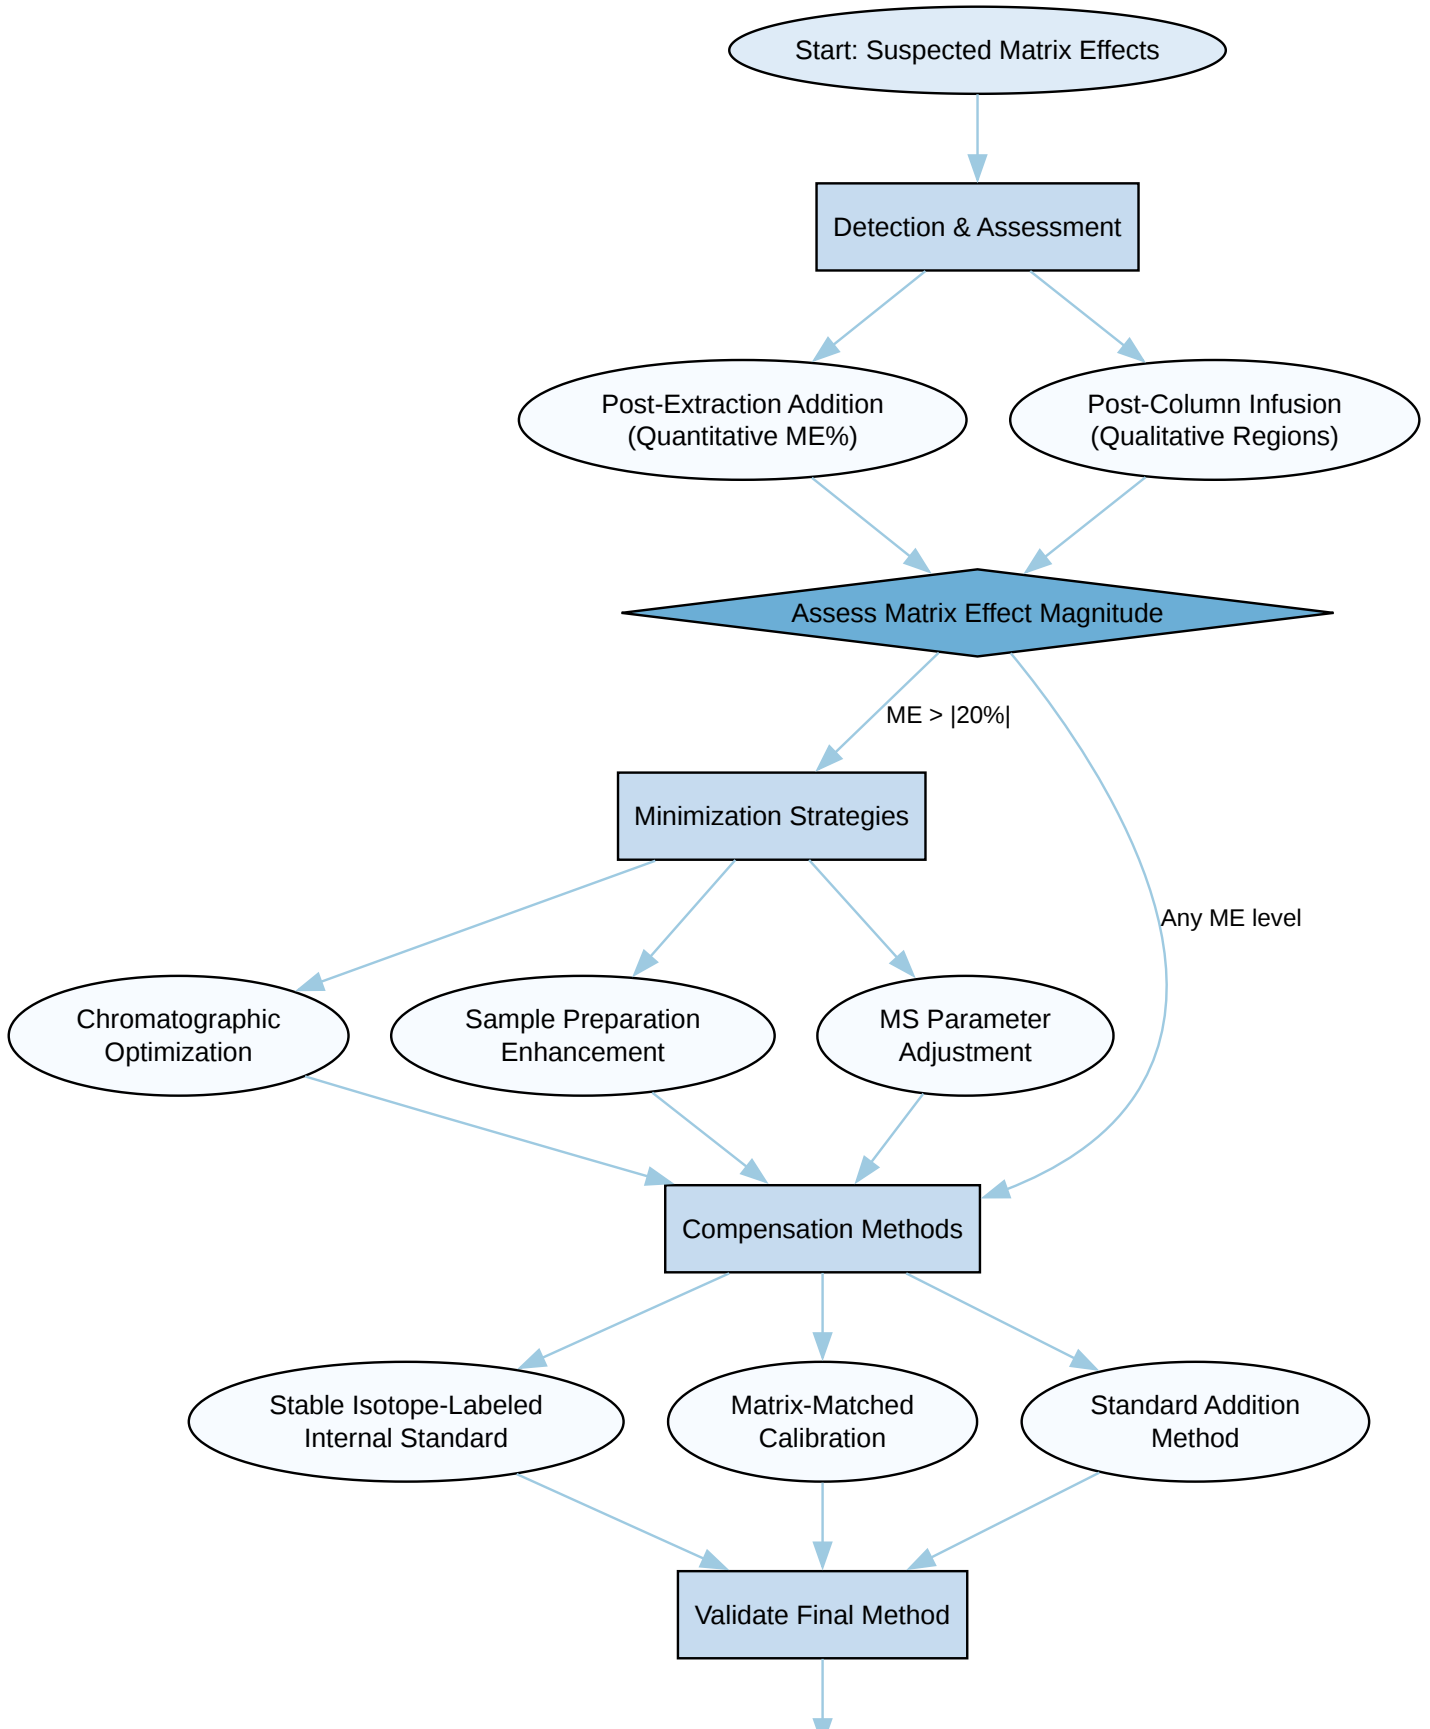 Start: Suspected Matrix Effects
Detection & Assessment
Post-Extraction Addition
(Quantitative ME%)
Post-Column Infusion
(Qualitative Regions)
Assess Matrix Effect Magnitude
ME > |20%|
Minimization Strategies
Any ME level
Chromatographic
Optimization
Sample Preparation
Enhancement
MS Parameter
Adjustment
Compensation Methods
Stable Isotope-Labeled
Internal Standard
Matrix-Matched
Calibration
Standard Addition
Method
Validate Final Method